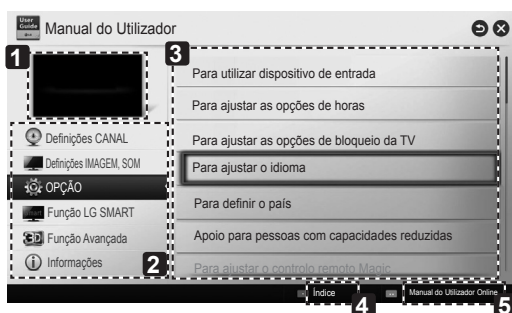 User Guide
Manual do Utilizador
1
3
Para utilizar dispositivo de entrada
Para ajustar as opções de horas
Para ajustar as opções de bloqueio da TV
Para ajustar o idioma
Para definir o país
Apoio para pessoas com capacidades reduzidas
Para ajustar o controlo remoto Magic
Definições CANAL
Definições IMAGEM, SOM
OPÇÃO
Função LG SMART
3D Função Avançada
Informações
2
Índice
4
Manual do Utilizador Online
5